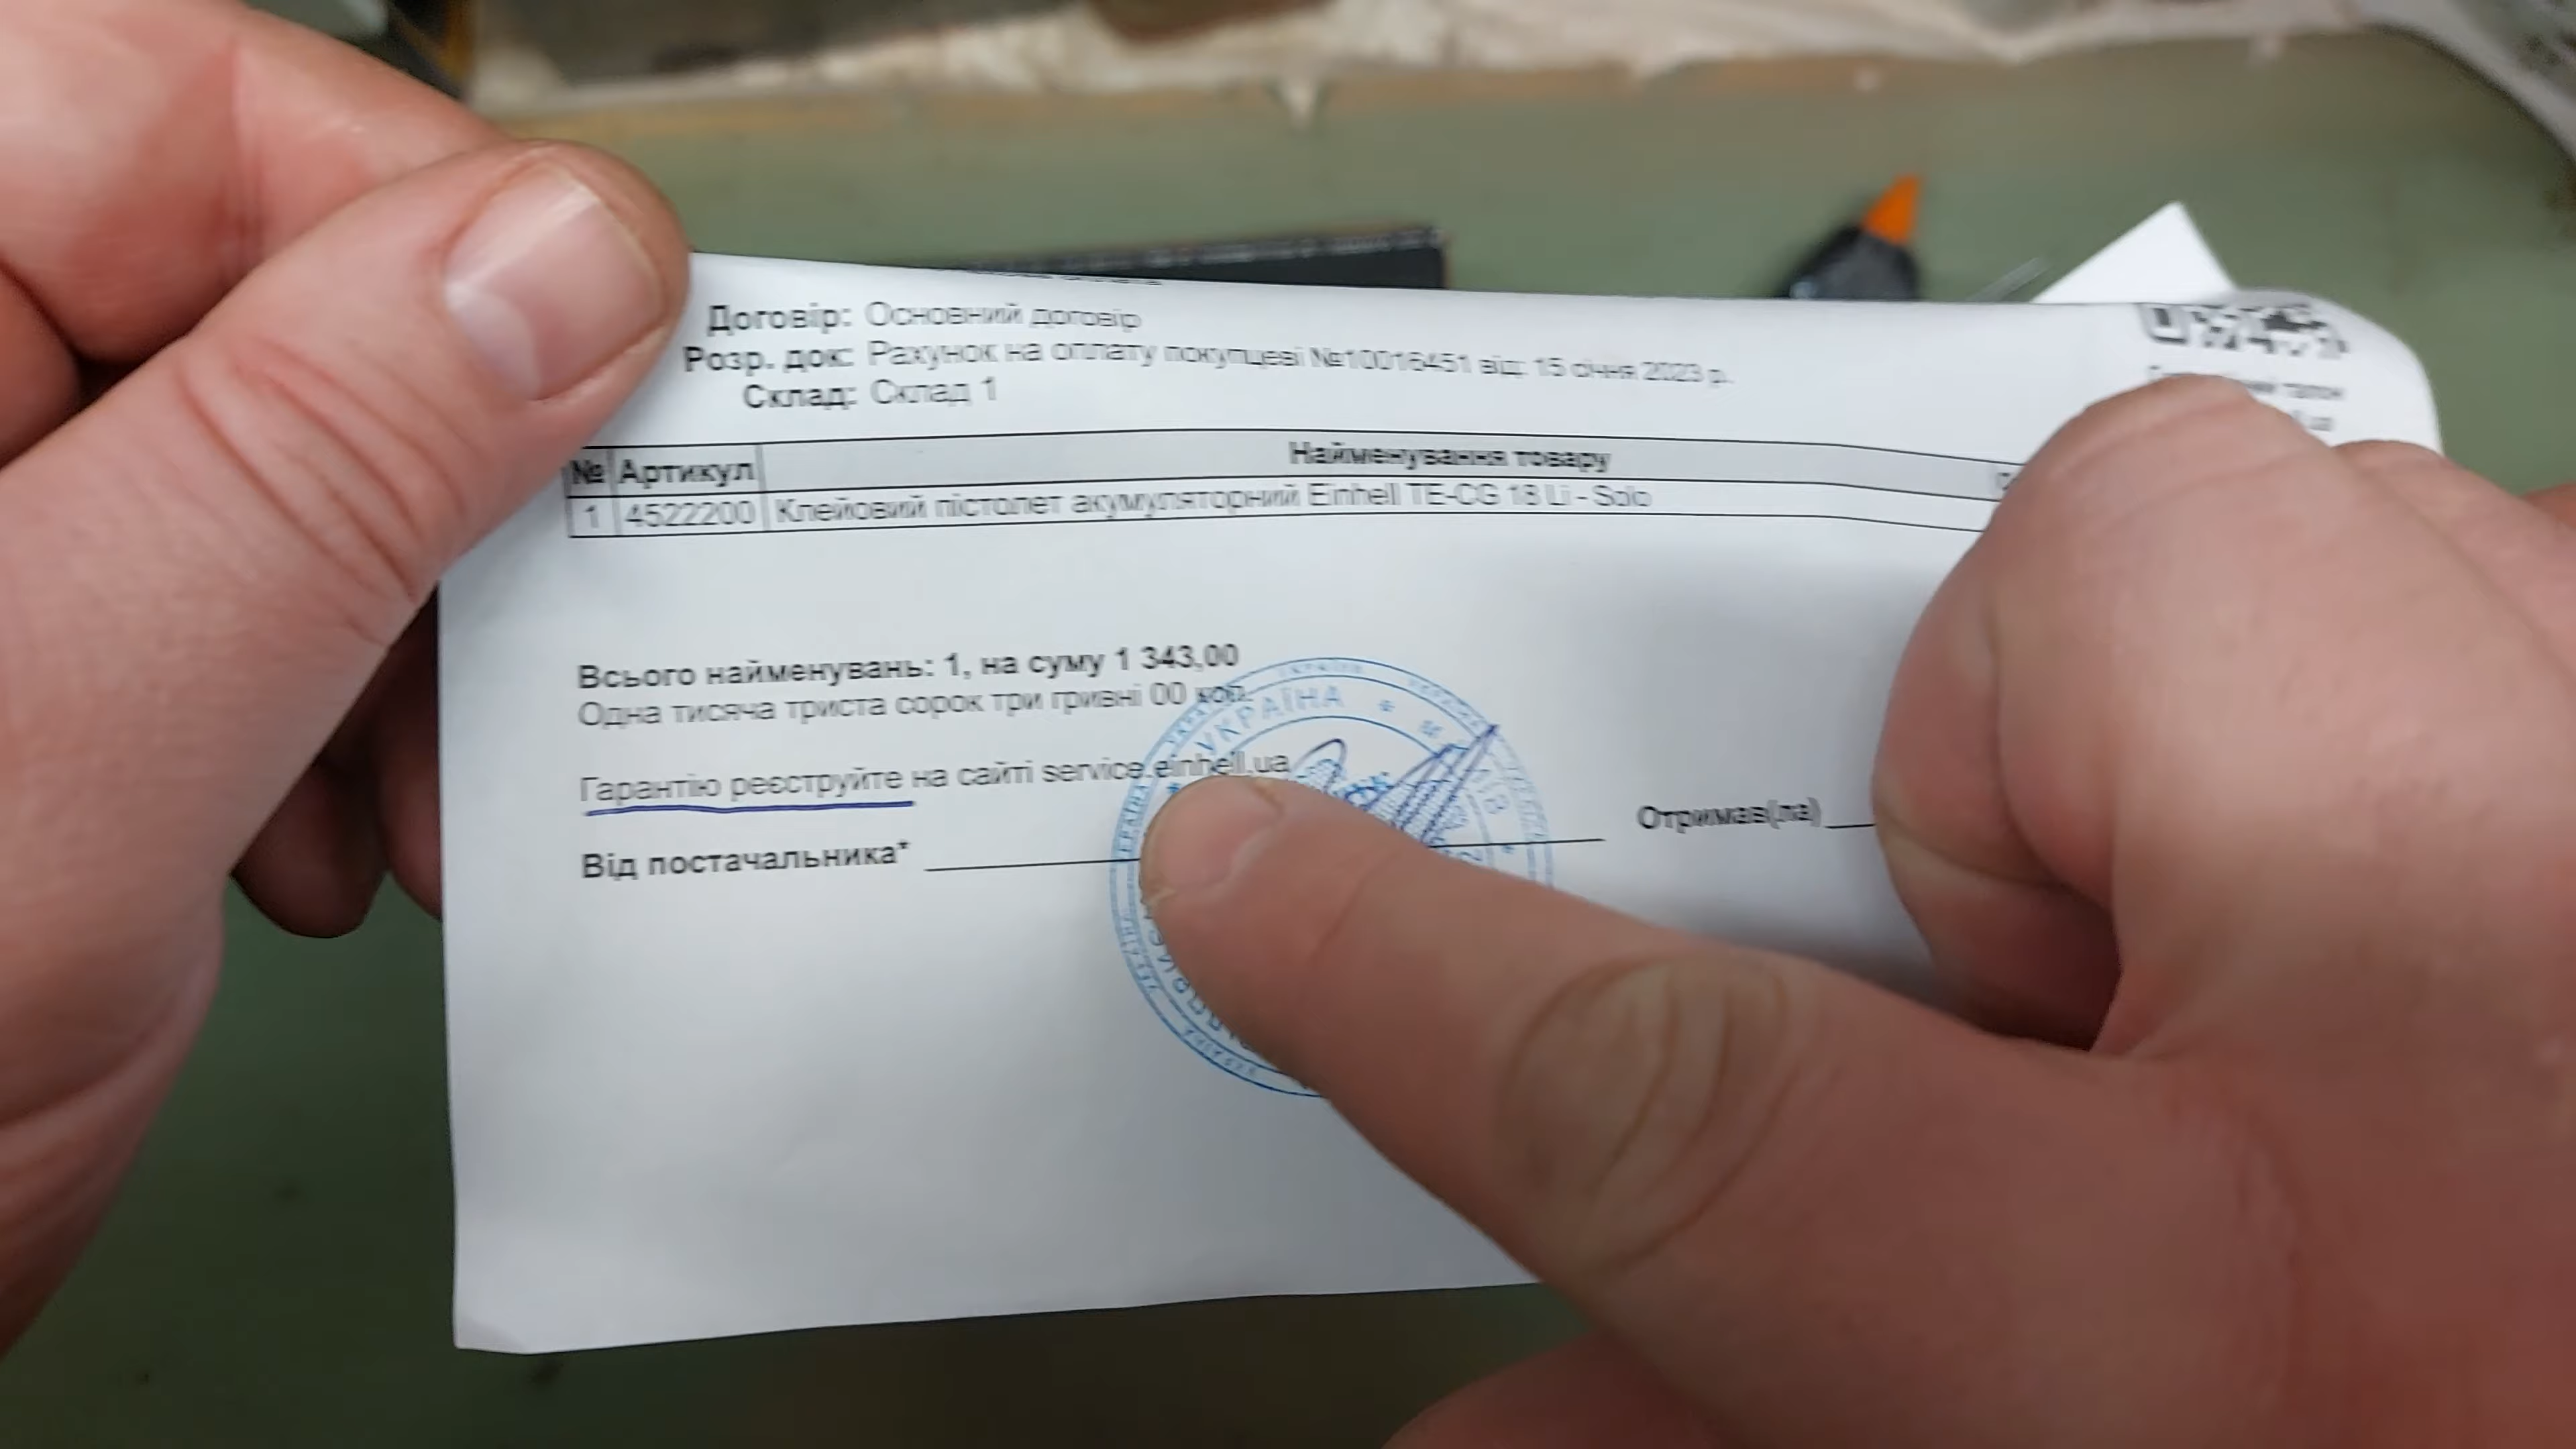 Договір: Основний договір
Розр. док: Рахунок на оплату покупцеві №10016451 від: 15 січня 2023 р.
Склад: Склад 1
№ Артикул Найменування товару
1 4522200 Клейовий пістолет акумуляторний Einhell TE-CG 18 Li - Solo
Всього найменувань: 1, на суму 1 343,00
Одна тисяча триста сорок три гривні 00 коп.
Гарантію реєструйте на сайті service.einhell.ua
Від постачальника* Отримав(ла)
УКРАЇНА
талон